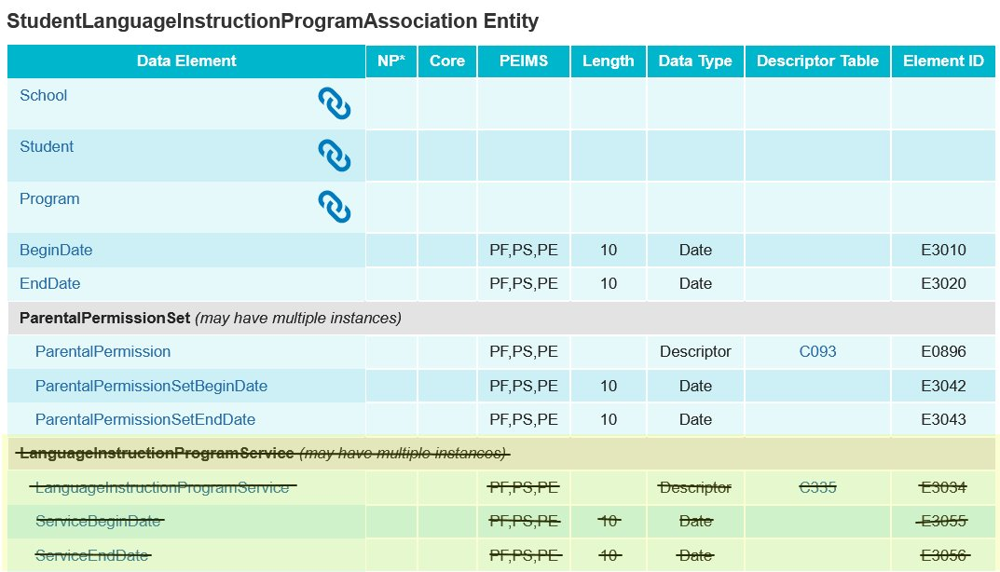 StudentLanguageInstructionProgramAssociation Entity
Data Element NP* Core PEIMS Length Data Type Descriptor Table Element ID
School
Student
Program
BeginDate PF,PS,PE 10 Date E3010
EndDate PF,PS,PE 10 Date E3020
ParentalPermissionSet (may have multiple instances)
ParentalPermission PF,PS,PE Descriptor C093 E0896
ParentalPermissionSetBeginDate PF,PS,PE 10 Date E3042
ParentalPermissionSetEndDate PF,PS,PE 10 Date E3043
LanguageInstructionProgramService (may have multiple instances)
LanguageInstructionProgramService PF,PS,PE Descriptor C335 E3034
ServiceBeginDate PF,PS,PE 10 Date E3055
ServiceEndDate PF,PS,PE 10 Date E3056